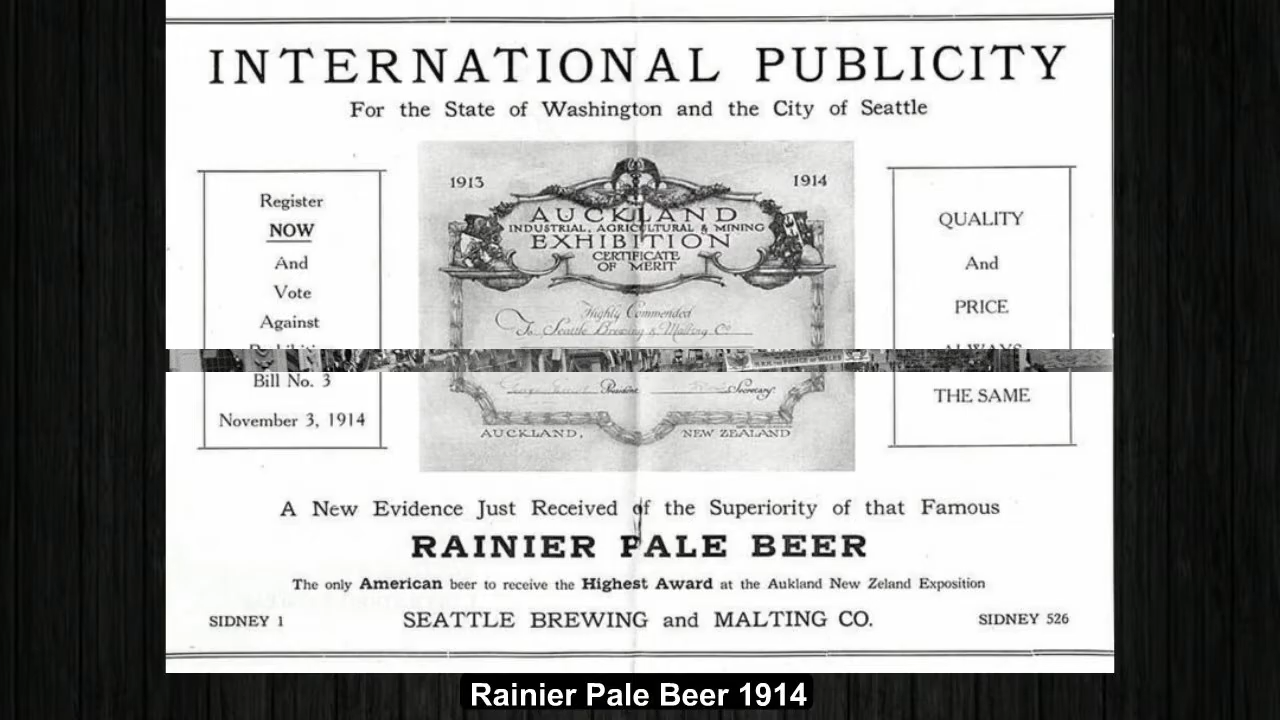 INTERNATIONAL PUBLICITY
For the State of Washington and the City of Seattle
Register
NOW
And
Vote
Against
Bill No. 3
November 3, 1914
1913 1914
AUCKLAND
INDUSTRIAL, AGRICULTURAL & MINING
EXHIBITION
CERTIFICATE
OF MERIT
Highly Commended
To Seattle Brewing & Malting Co
President Secretary
AUCKLAND, NEW ZEALAND
QUALITY
And
PRICE
ALWAYS
THE SAME
A New Evidence Just Received of the Superiority of that Famous
RAINIER PALE BEER
The only American beer to receive the Highest Award at the Aukland New Zeland Exposition
SIDNEY 1 SEATTLE BREWING and MALTING CO. SIDNEY 526
Rainier Pale Beer 1914